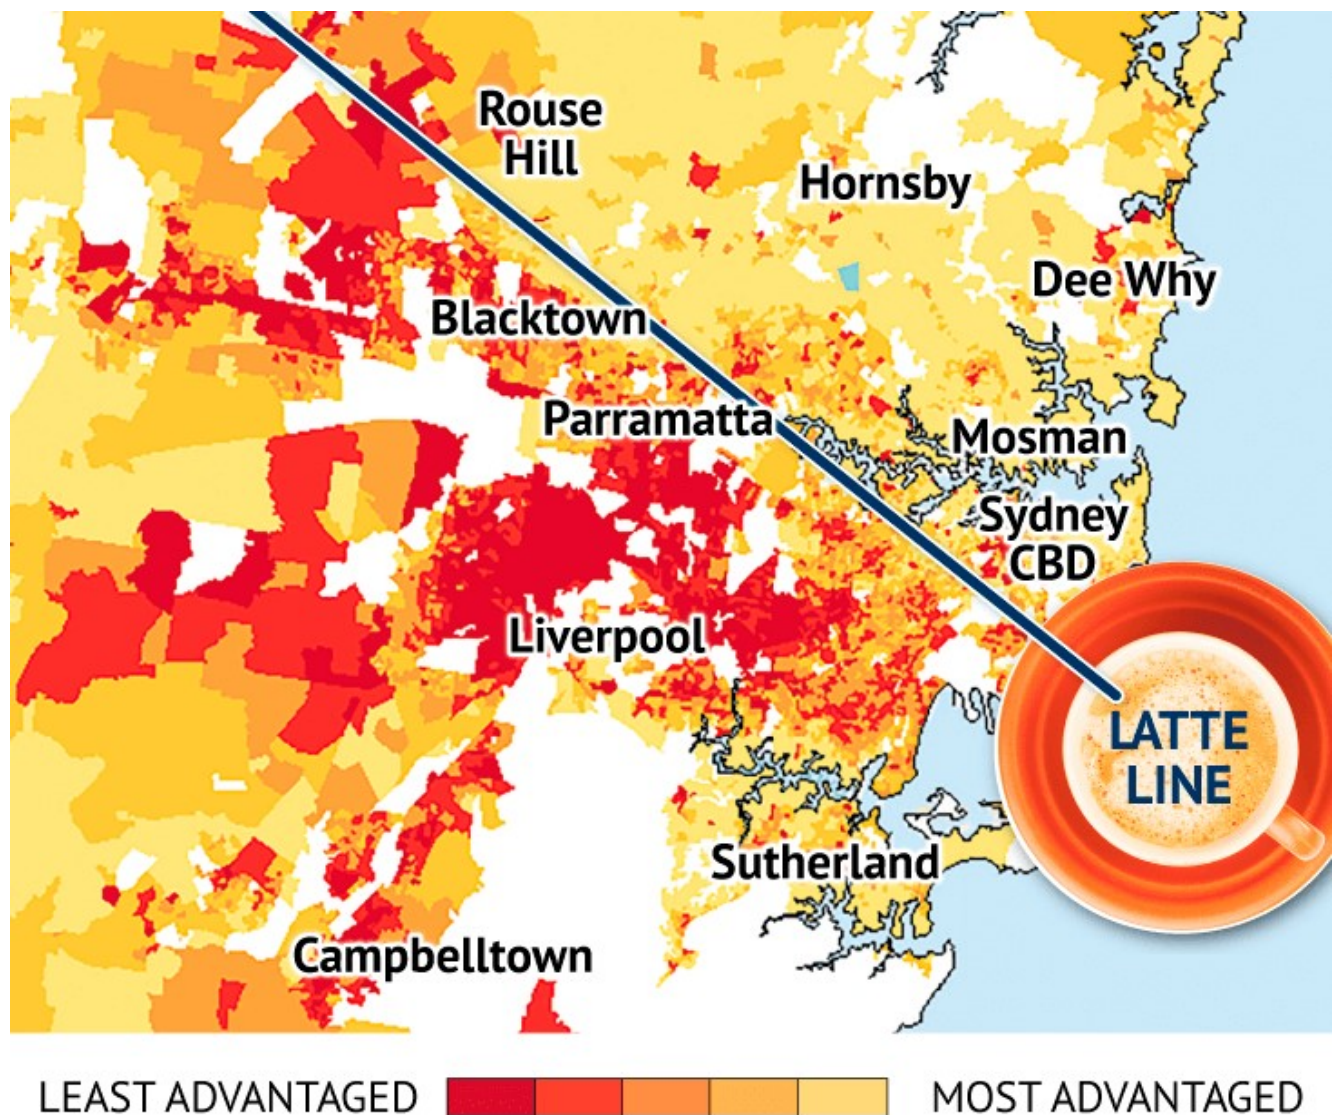 Rouse
Hill
Hornsby
Dee Why
Blacktown
Parramatta
Mosman
Sydney
CBD
Liverpool
LATTE
LINE
Sutherland
Campbelltown
LEAST ADVANTAGED MOST ADVANTAGED